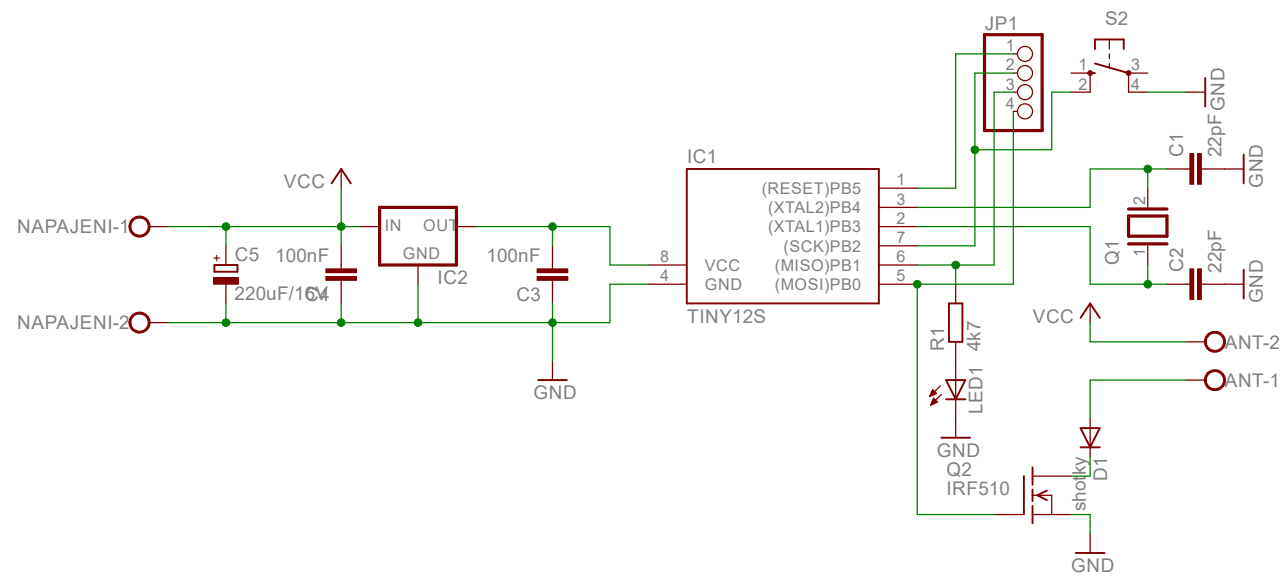 JP1
S2
1
2
3
4
1
2
3
4
GND
C1
22pF
GND
IC1
(RESET)PB5
1
(XTAL2)PB4
3
(XTAL1)PB3
2
(SCK)PB2
7
(MISO)PB1
6
(MOSI)PB0
5
8
VCC
4
GND
TINY12S
VCC
NAPAJENI-1
IN
OUT
GND
IC2
+
C5
220uF/16V
100nF
C4
100nF
C3
NAPAJENI-2
GND
2
1
Q1
C2
22pF
GND
VCC
ANT-2
ANT-1
R1
4k7
LED1
GND
Q2
IRF510
shotky
D1
GND